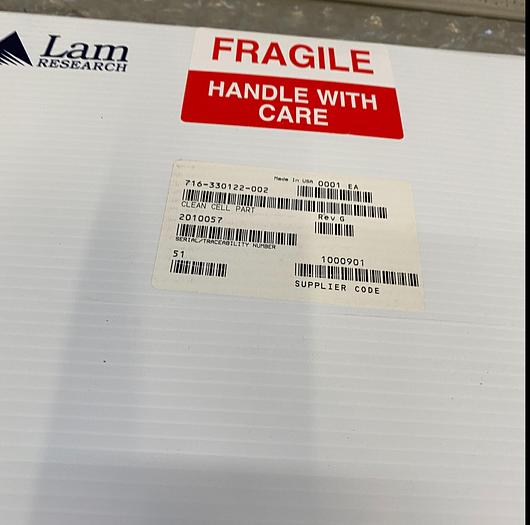 Lam
RESEARCH
FRAGILE
HANDLE WITH
CARE
Made In USA 0001 EA
716-330122-002
CLEAN CELL PART
Rev G
2010057
SERIAL/TRACEABILITY NUMBER
51
1000901
SUPPLIER CODE